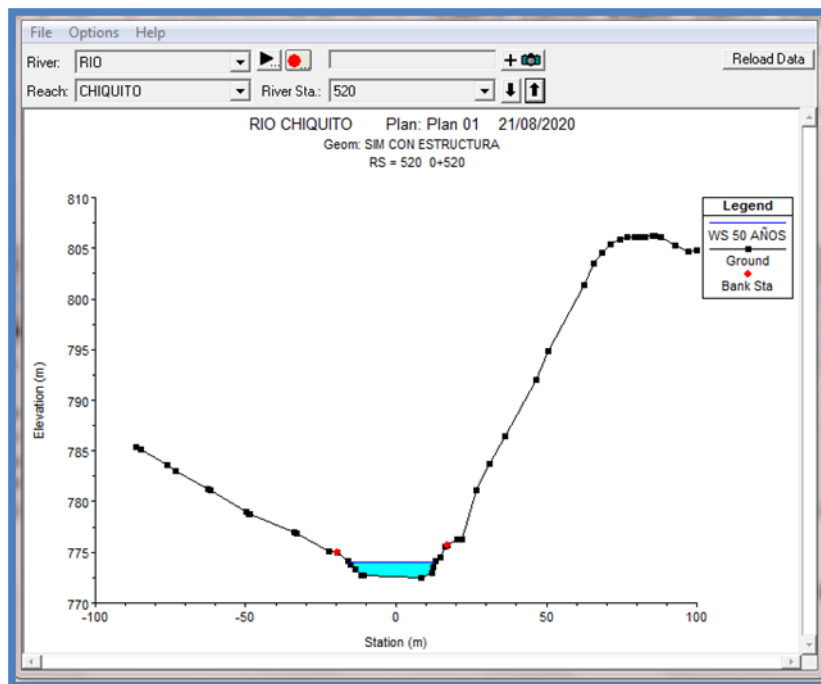 File Options Help
River: RIO
Reload Data
Reach: CHIQUITO River Sta.: 520
RIO CHIQUITO Plan: Plan 01 21/08/2020
Geom: SIM CON ESTRUCTURA
RS = 520 0+520
Legend
WS 50 AÑOS
Ground
Bank Sta
Elevation (m)
810
805
800
795
790
785
780
775
770
-100 -50 0 50 100
Station (m)